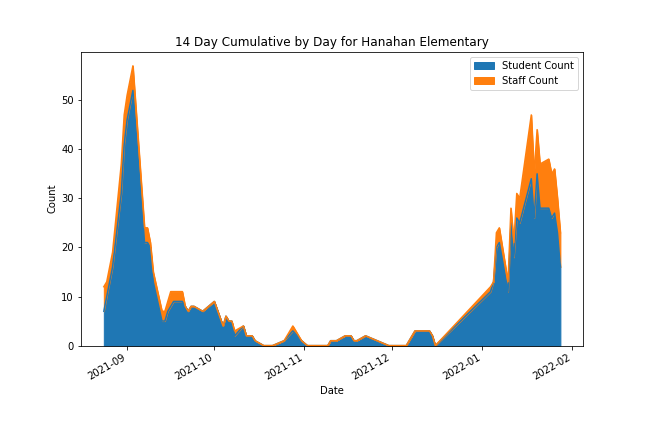 14 Day Cumulative by Day for Hanahan Elementary
Student Count
Staff Count
Count
50
40
30
20
10
0
2021-09
2021-10
2021-11
2021-12
2022-01
2022-02
Date